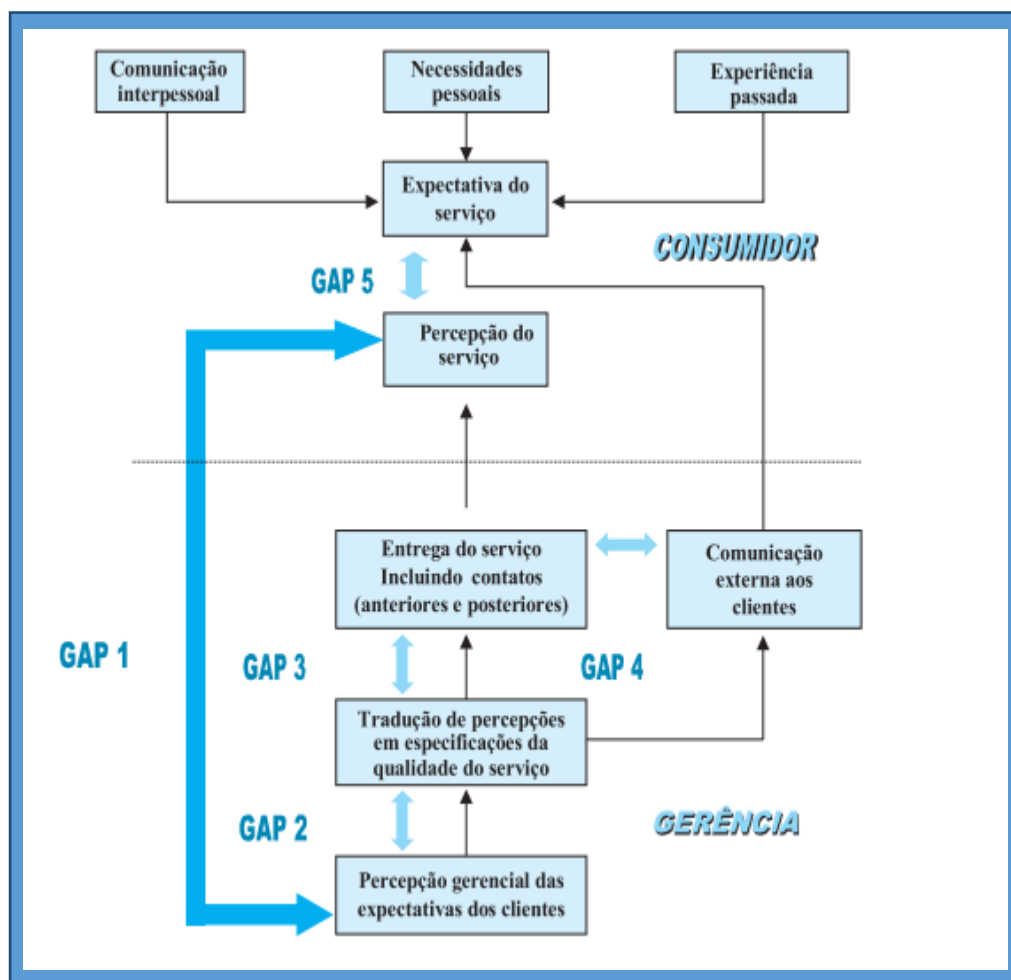 Comunicação
interpessoal
Necessidades
pessoais
Experiência
passada
Expectativa do
serviço
CONSUMIDOR
GAP 5
Percepção do
serviço
Entrega do serviço
Incluindo contatos
(anteriores e posteriores)
Comunicação
externa aos
clientes
GAP 1
GAP 3
GAP 4
Tradução de percepções
em especificações da
qualidade do serviço
GAP 2
GERÊNCIA
Percepção gerencial das
expectativas dos clientes